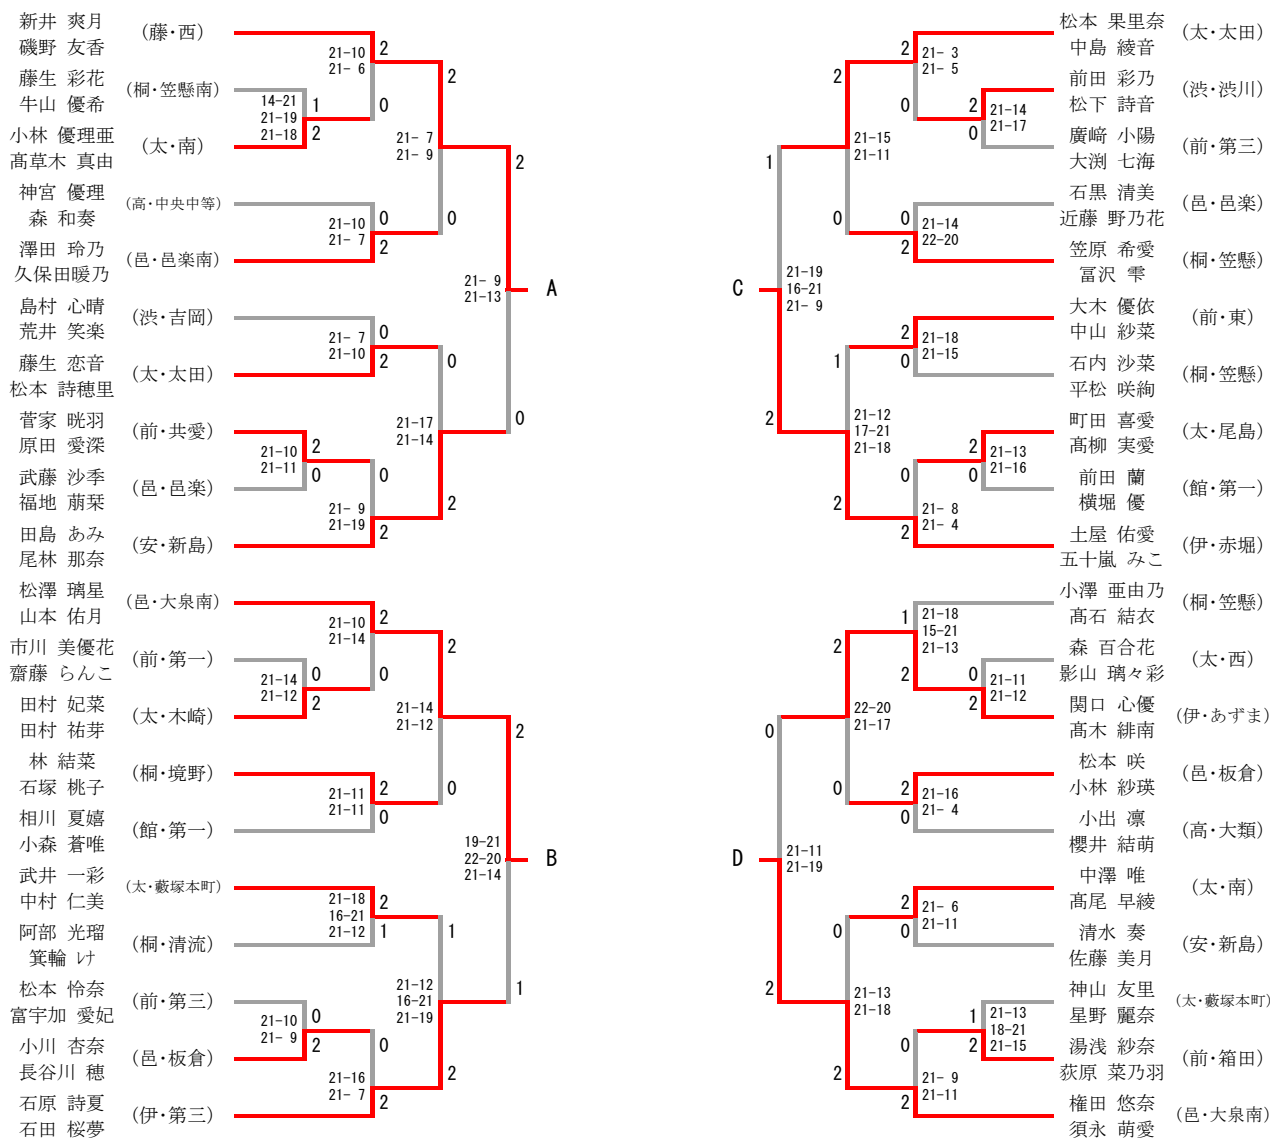 新井 爽月
磯野 友香
(藤・西)
藤生 彩花
牛山 優希
(桐・笠懸南)
小林 優理亜
髙草木 真由
(太・南)
神宮 優理
森 和奏
(高・中央中等)
澤田 玲乃
久保田暖乃
(邑・邑楽南)
島村 心晴
荒井 笑楽
(渋・吉岡)
藤生 恋音
松本 詩穂里
(太・太田)
菅家 晄羽
原田 愛深
(前・共愛)
武藤 沙季
福地 萠栞
(邑・邑楽)
田島 あみ
尾林 那奈
(安・新島)
21-10
21- 6
2
0
14-21
21-19
21-18
1
2
21-10
21- 7
0
2
21- 7
21- 9
2
0
21- 7
21-10
0
2
21-10
21-11
2
0
21- 9
21-19
0
2
21-17
21-14
0
2
21- 9
21-13
2
0
A
松澤 璃星
山本 佑月
(邑・大泉南)
市川 美優花
齋藤 らんこ
(前・第一)
田村 妃菜
田村 祐芽
(太・木崎)
林 結菜
石塚 桃子
(桐・境野)
相川 夏嬉
小森 蒼唯
(館・第一)
武井 一彩
中村 仁美
(太・藪塚本町)
阿部 光瑠
箕輪 ﾚﾅ
(桐・清流)
松本 怜奈
富宇加 愛妃
(前・第三)
小川 杏奈
長谷川 穂
(邑・板倉)
石原 詩夏
石田 桜夢
(伊・第三)
21-10
21-14
2
0
21-14
21-12
0
2
21-11
21-11
2
0
21-14
21-12
2
0
21-18
16-21
21-12
2
1
21-10
21- 9
0
2
21-16
21- 7
0
2
21-12
16-21
21-19
1
2
19-21
22-20
21-14
2
1
B
松本 果里奈
中島 綾音
(太・太田)
前田 彩乃
松下 詩音
(渋・渋川)
廣﨑 小陽
大渕 七海
(前・第三)
石黒 清美
近藤 野乃花
(邑・邑楽)
笠原 希愛
冨沢 雫
(桐・笠懸)
大木 優依
中山 紗菜
(前・東)
石内 沙菜
平松 咲絢
(桐・笠懸)
町田 喜愛
髙柳 実愛
(太・尾島)
前田 蘭
横堀 優
(館・第一)
土屋 佑愛
五十嵐 みこ
(伊・赤堀)
2
0
21- 3
21- 5
2
0
21-14
21-17
0
2
21-14
22-20
2
0
21-15
21-11
2
0
21-18
21-15
2
0
21-13
21-16
0
2
21- 8
21- 4
1
2
21-12
17-21
21-18
1
2
21-19
16-21
21- 9
C
小澤 亜由乃
髙石 結衣
(桐・笠懸)
森 百合花
影山 璃々彩
(太・西)
関口 心優
髙木 緋南
(伊・あずま)
松本 咲
小林 紗瑛
(邑・板倉)
小出 凛
櫻井 結萌
(高・大類)
中澤 唯
髙尾 早綾
(太・南)
清水 奏
佐藤 美月
(安・新島)
神山 友里
星野 麗奈
(太・藪塚本町)
湯浅 紗奈
荻原 菜乃羽
(前・箱田)
権田 悠奈
須永 萌愛
(邑・大泉南)
1
2
21-18
15-21
21-13
0
2
21-11
21-12
2
0
21-16
21- 4
2
0
22-20
21-17
2
0
21- 6
21-11
1
2
21-13
18-21
21-15
0
2
21- 9
21-11
0
2
21-13
21-18
0
2
21-11
21-19
D